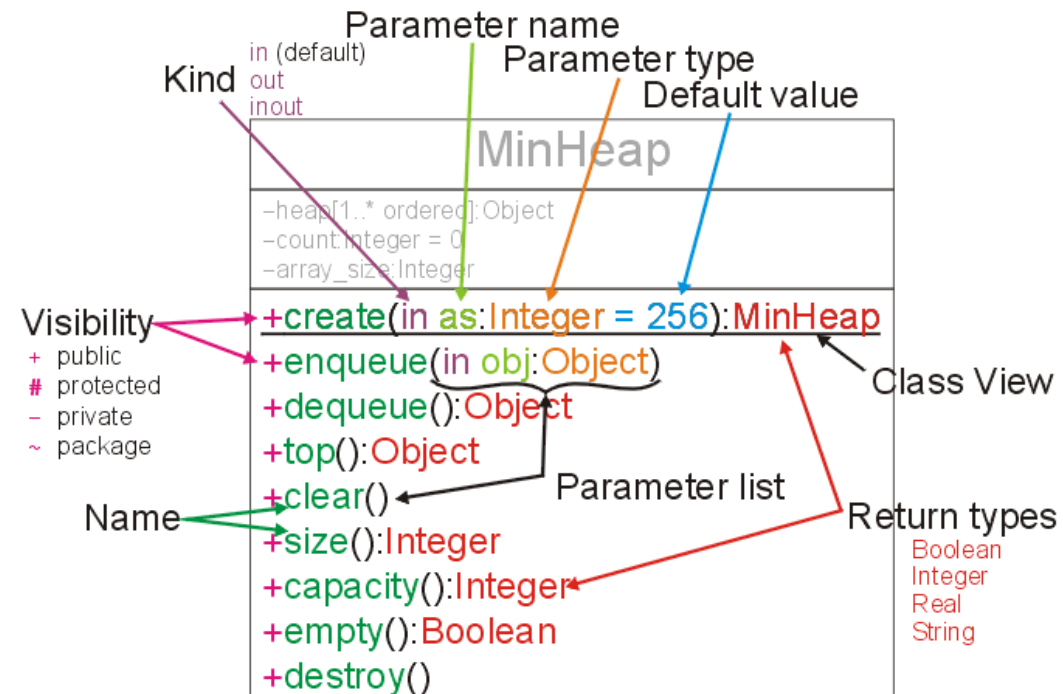 Parameter name
in (default)
Kind out
inout
Parameter type
Default value
MinHeap
–heap[1..* ordered]:Object
–count:Integer = 0
–array_size:Integer
Visibility
+ public
# protected
– private
~ package
+create(in as:Integer = 256):MinHeap
+enqueue(in obj:Object)
Class View
+dequeue():Object
+top():Object
+clear()
Parameter list
Name
+size():Integer
Return types
Boolean
Integer
Real
String
+capacity():Integer
+empty():Boolean
+destroy()